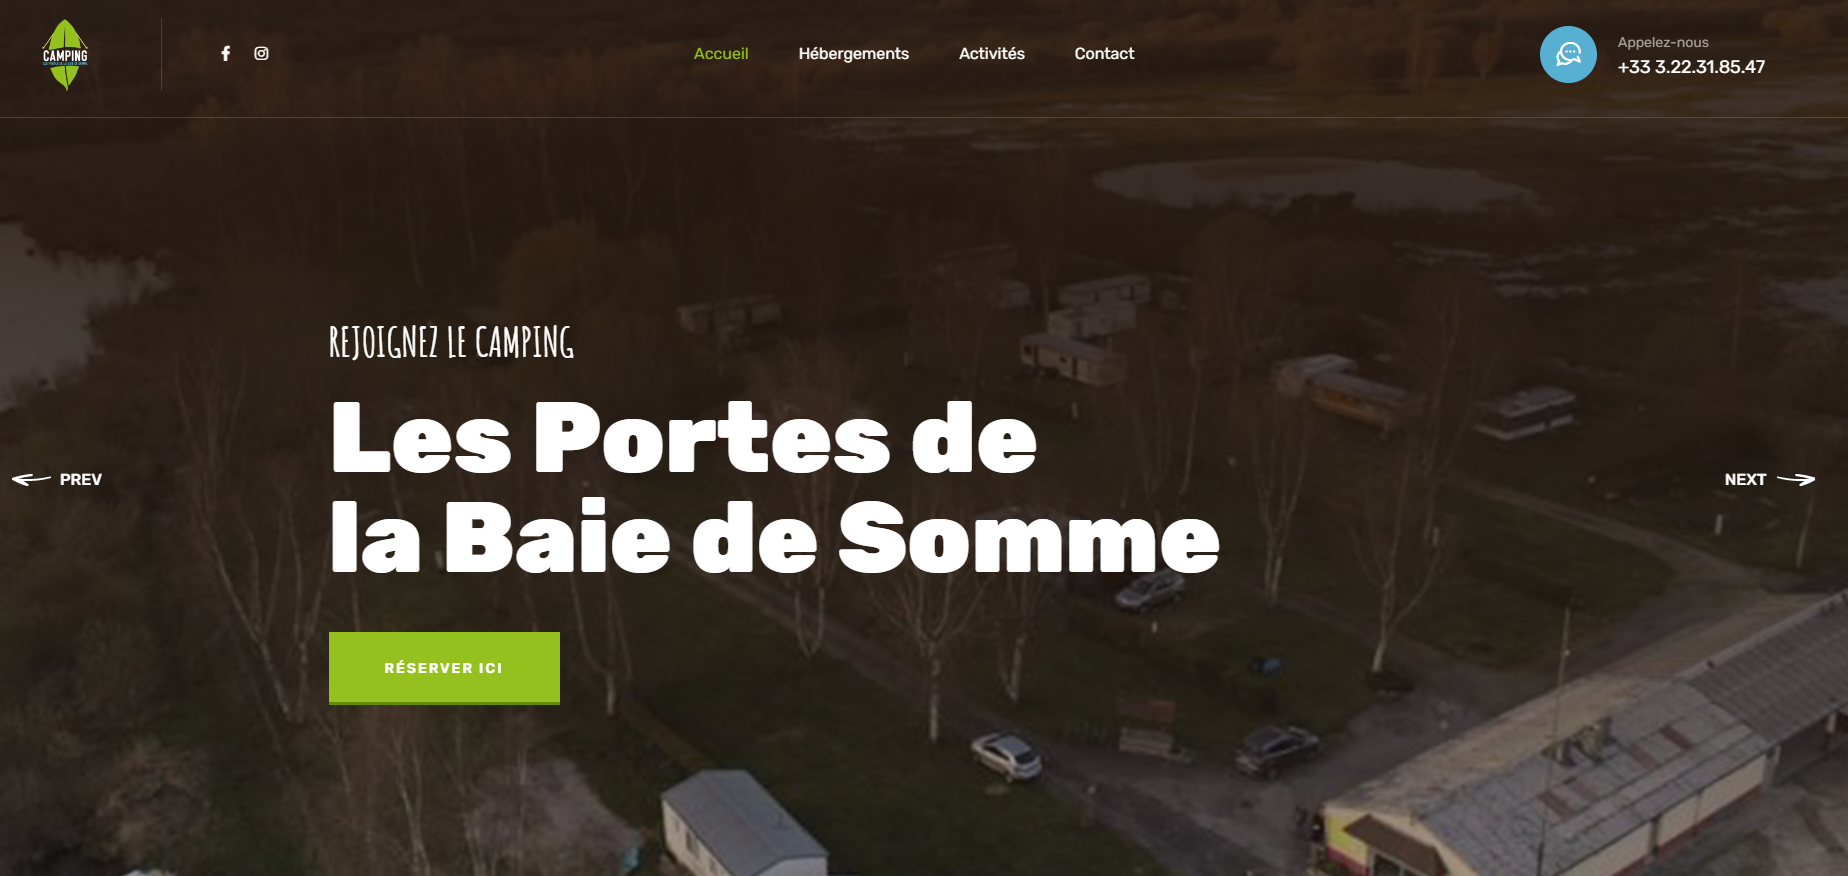 CAMPING
Accueil
Hébergements
Activités
Contact
Appelez-nous
+33 3.22.31.85.47
REJOIGNEZ LE CAMPING
Les Portes de
la Baie de Somme
PREV
NEXT
RÉSERVER ICI